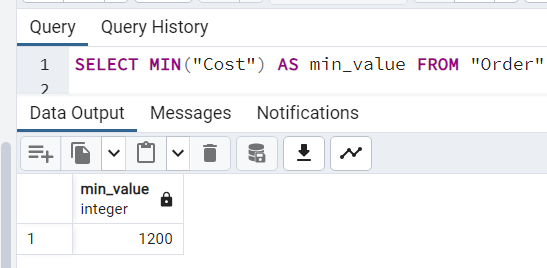 Query Query History
1 SELECT MIN("Cost") AS min_value FROM "Order"
2
Data Output Messages Notifications
min_value
integer
1 1200